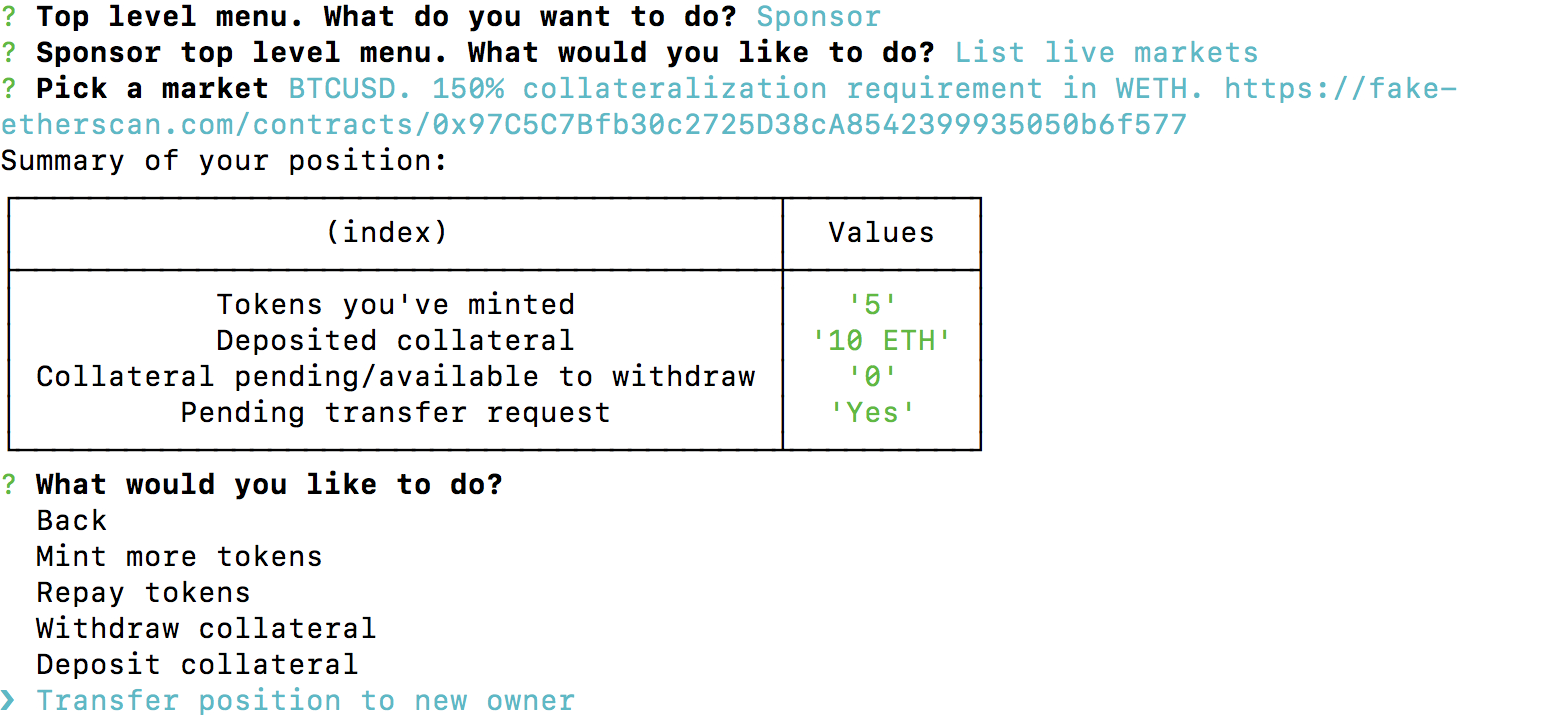 ? Top level menu. What do you want to do? Sponsor
? Sponsor top level menu. What would you like to do? List live markets
? Pick a market BTCUSD. 150% collateralization requirement in WETH. https://fake-
etherscan.com/contracts/0x97C5C7Bfb30c2725D38cA8542399935050b6f577
Summary of your position:
(index) Values
Tokens you've minted '5'
Deposited collateral '10 ETH'
Collateral pending/available to withdraw '0'
Pending transfer request 'Yes'
? What would you like to do?
Back
Mint more tokens
Repay tokens
Withdraw collateral
Deposit collateral
❯ Transfer position to new owner